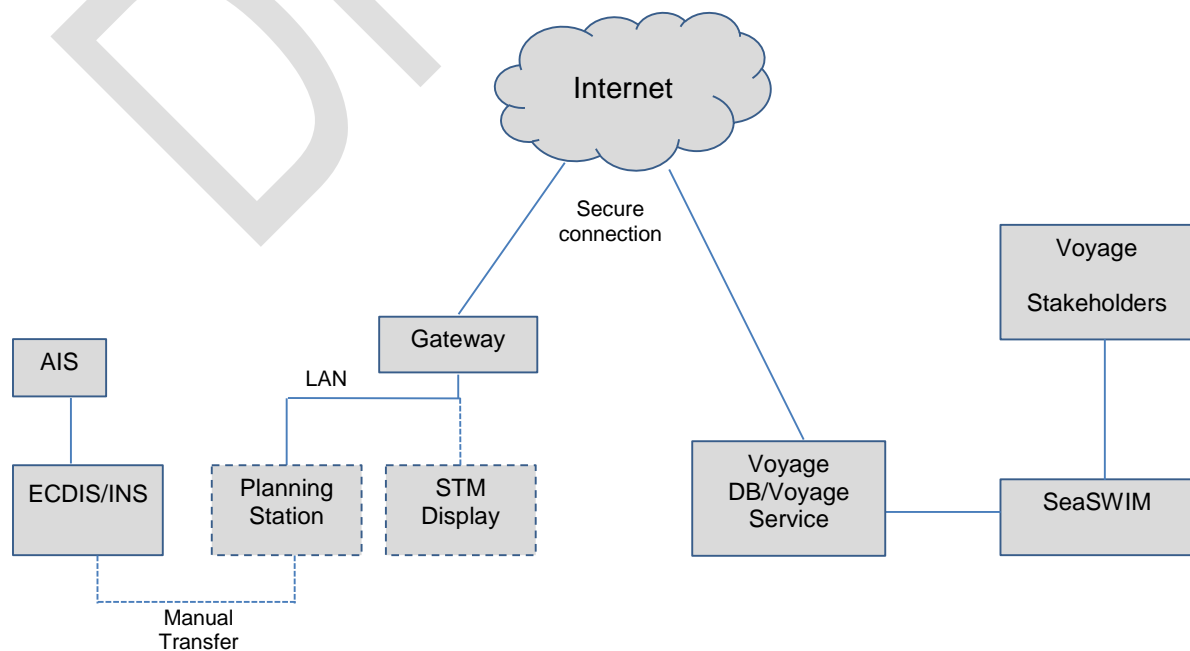 Internet
Secure
connection
Voyage
Stakeholders
Gateway
AIS
LAN
ECDIS/INS
Planning
Station
STM
Display
Voyage
DB/Voyage
Service
SeaSWIM
Manual
Transfer